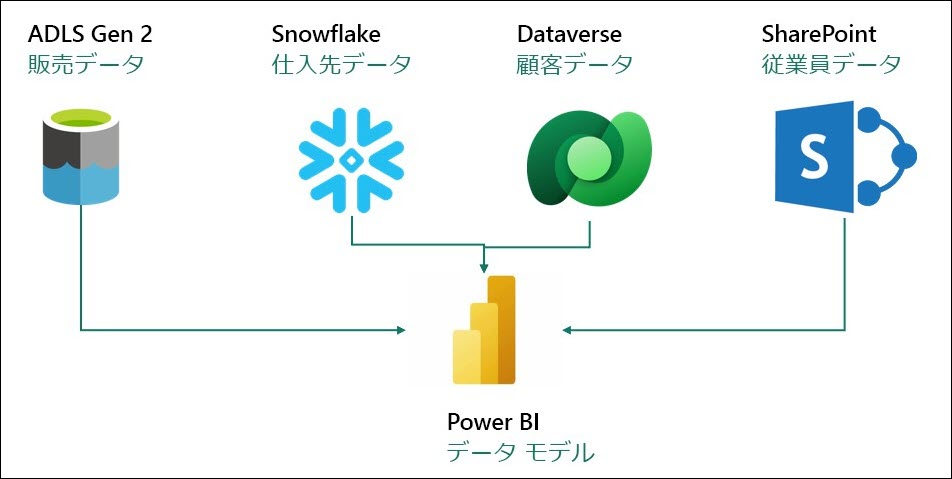 ADLS Gen 2
販売データ
Snowflake
仕入先データ
Dataverse
顧客データ
SharePoint
従業員データ
S
Power BI
データ モデル